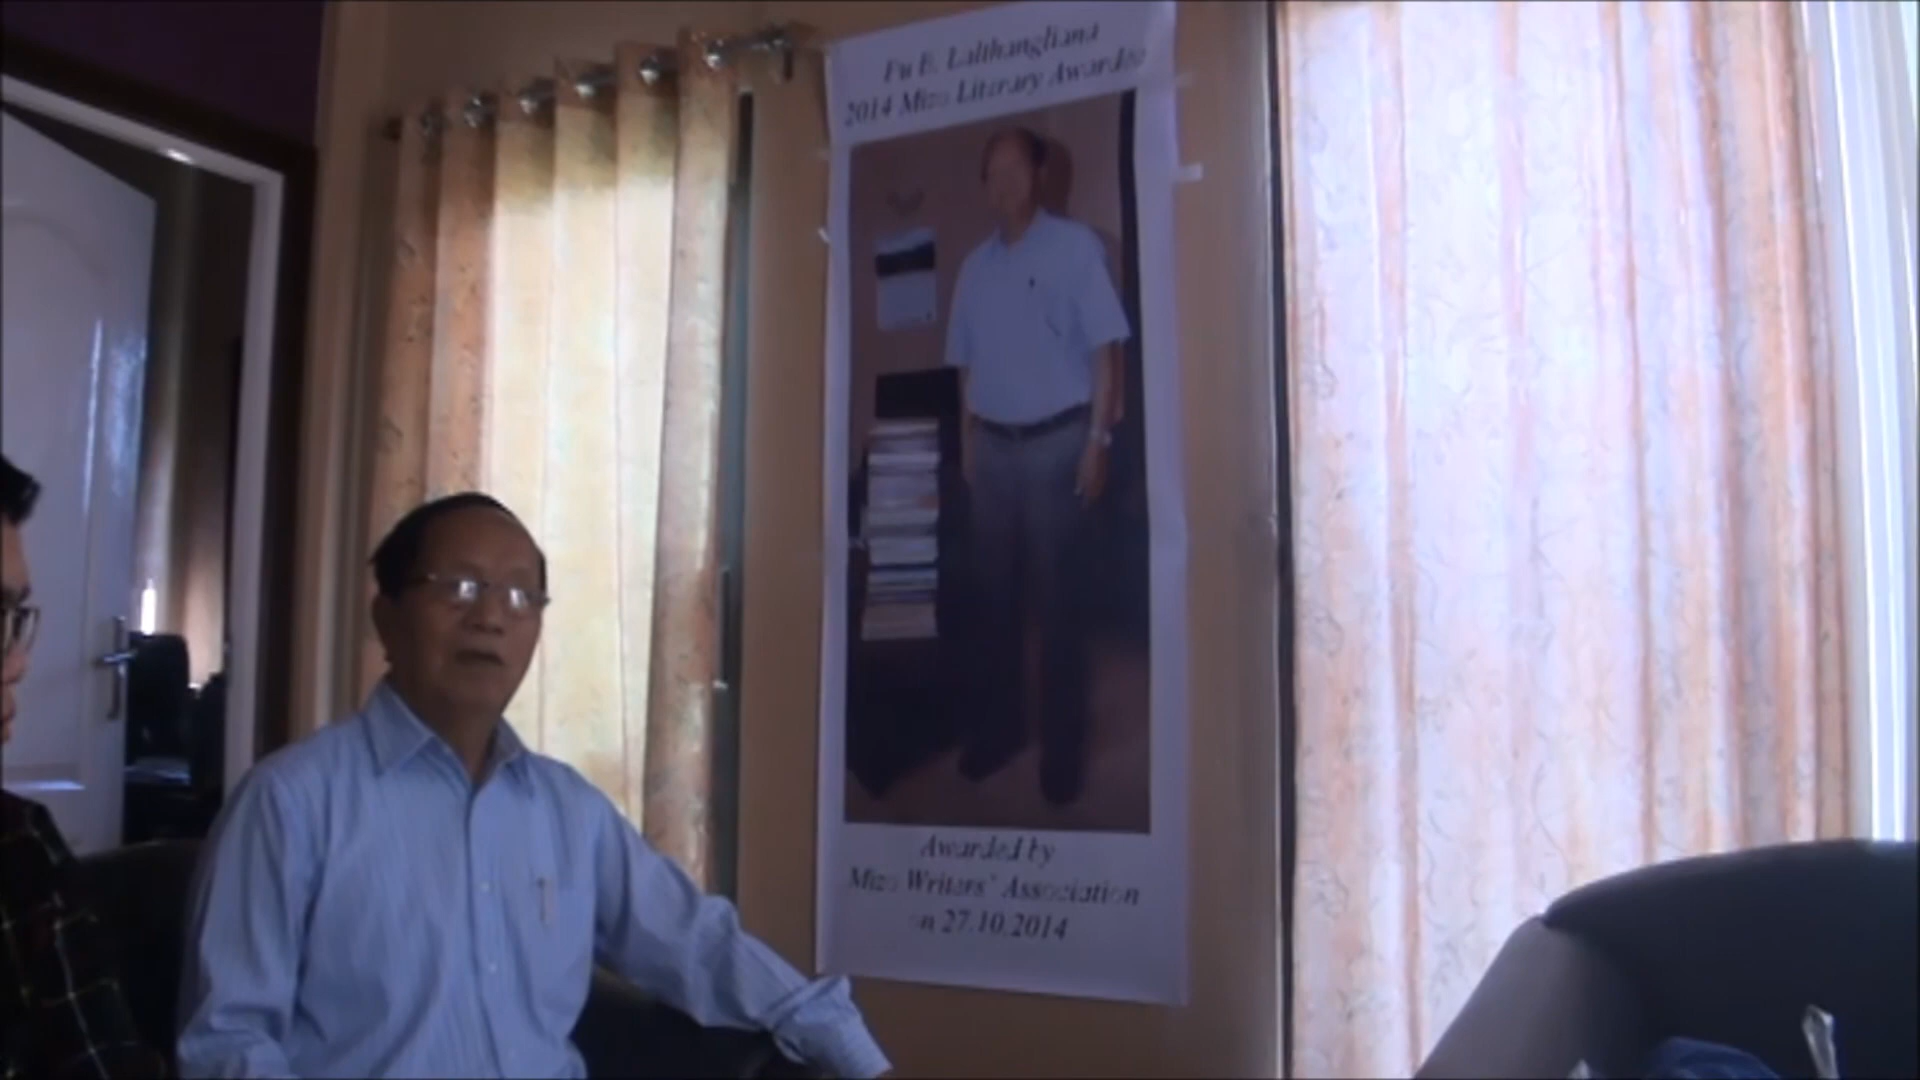 Pu B. Lalthangliana
2014 Mizo Literary Awardee
Awarded by
Mizo Writers' Association
on 27.10.2014